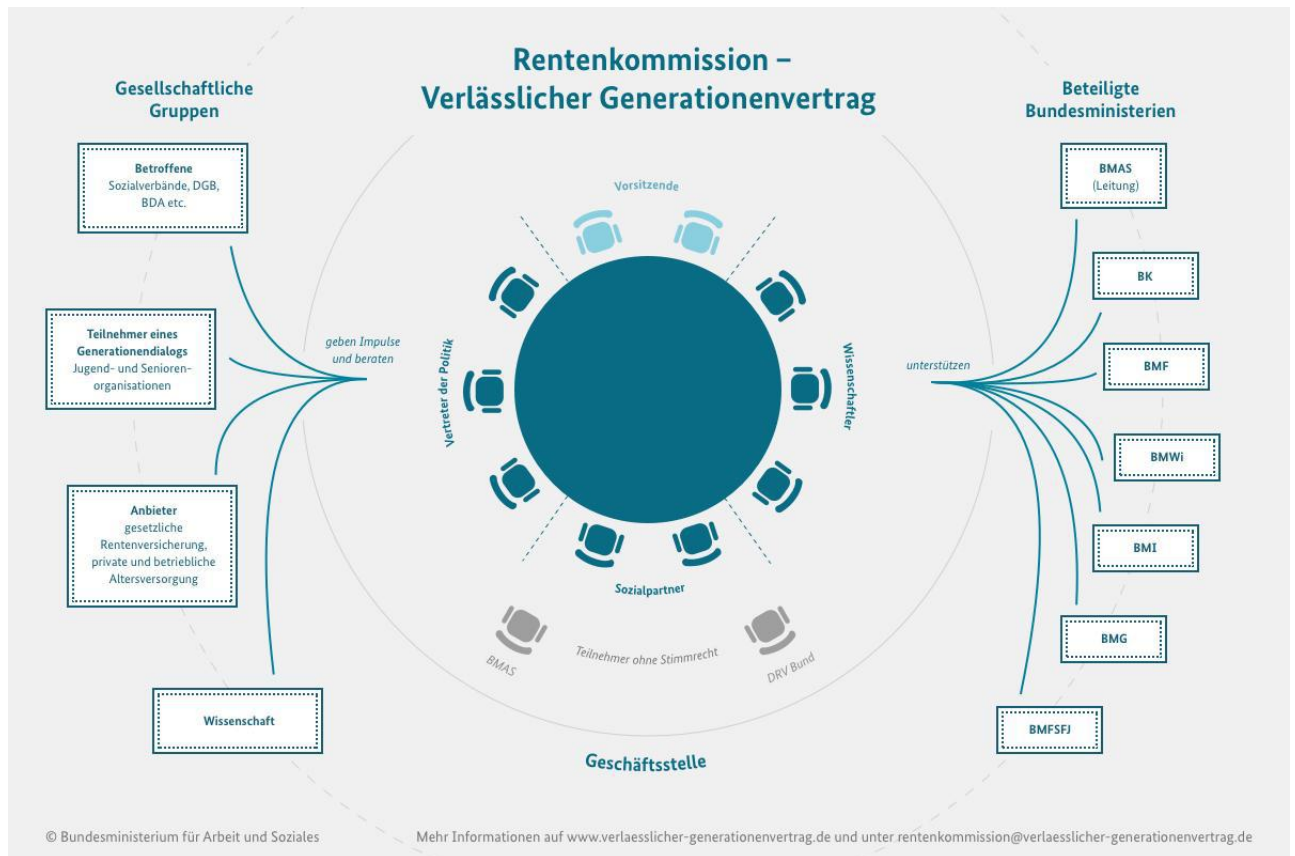 Rentenkommission –
Verlässlicher Generationenvertrag
Gesellschaftliche
Gruppen
Betroffene
Sozialverbände, DGB,
BDA etc.
Teilnehmer eines
Generationendialogs
Jugend- und Senioren-
organisationen
Anbieter
gesetzliche
Rentenversicherung,
private und betriebliche
Altersversorgung
Wissenschaft
geben Impulse
und beraten
Vorsitzende
Vertreter der Politik
Wissenschaftler
Sozialpartner
BMAS
Teilnehmer ohne Stimmrecht
DRV Bund
Geschäftsstelle
unterstützen
Beteiligte
Bundesministerien
BMAS
(Leitung)
BK
BMF
BMWi
BMI
BMG
BMFSFJ
© Bundesministerium für Arbeit und Soziales
Mehr Informationen auf www.verlaesslicher-generationenvertrag.de und unter rentenkommission@verlaesslicher-generationenvertrag.de